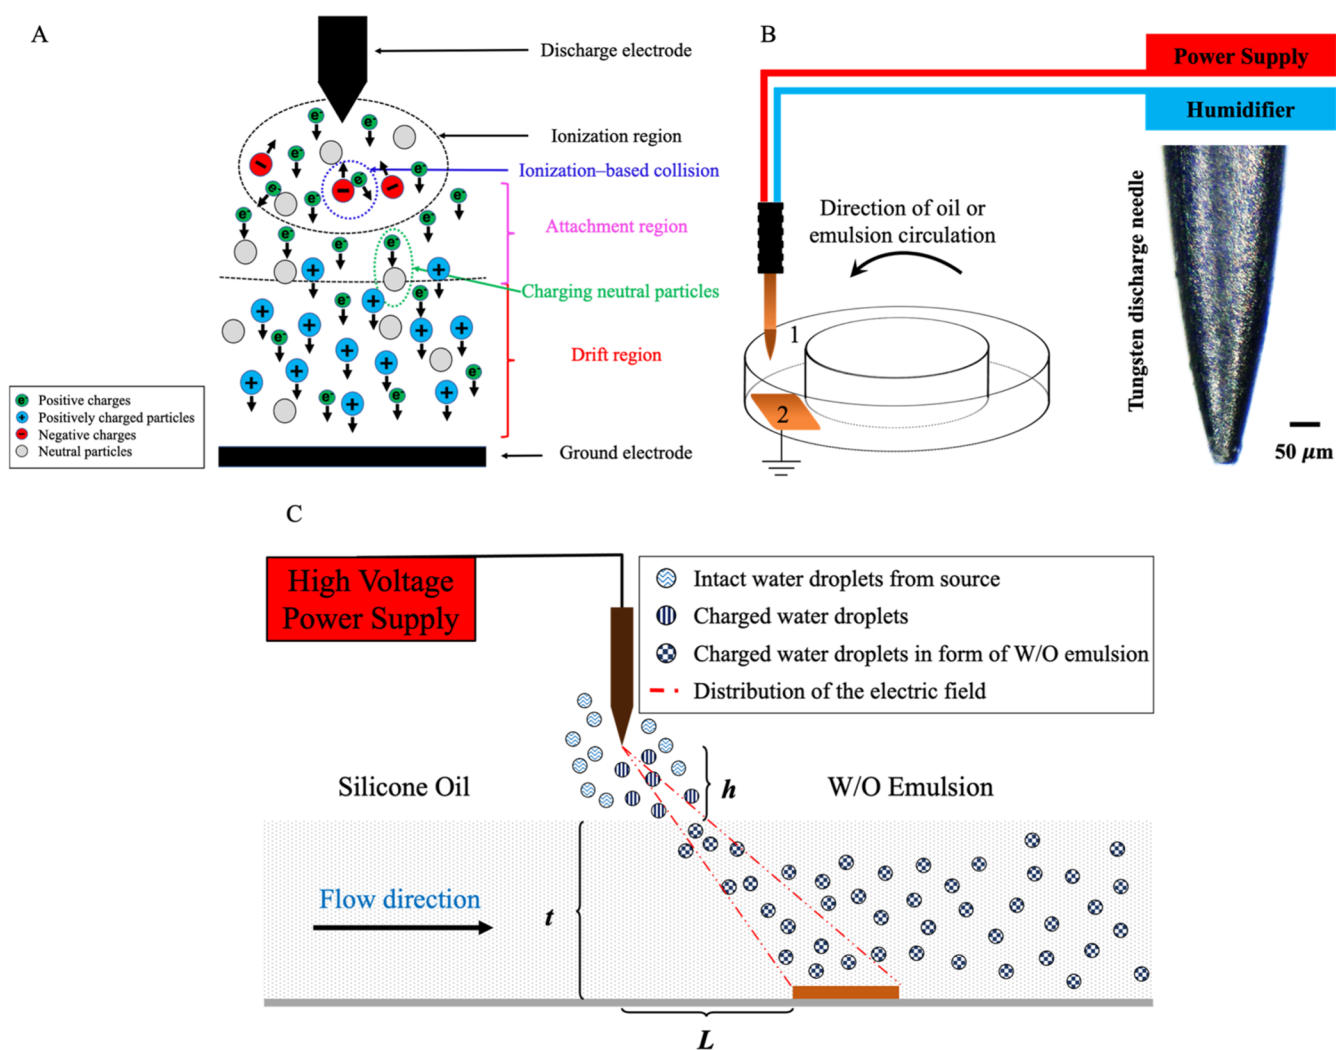 A
Discharge electrode
Ionization region
Ionization–based collision
Attachment region
Charging neutral particles
Drift region
Ground electrode
e⁺ Positive charges
+ Positively charged particles
− Negative charges
Neutral particles
B
Power Supply
Humidifier
Direction of oil or
emulsion circulation
1
2
Tungsten discharge needle
50 µm
C
High Voltage
Power Supply
Intact water droplets from source
Charged water droplets
Charged water droplets in form of W/O emulsion
Distribution of the electric field
Silicone Oil
h
W/O Emulsion
Flow direction
t
L